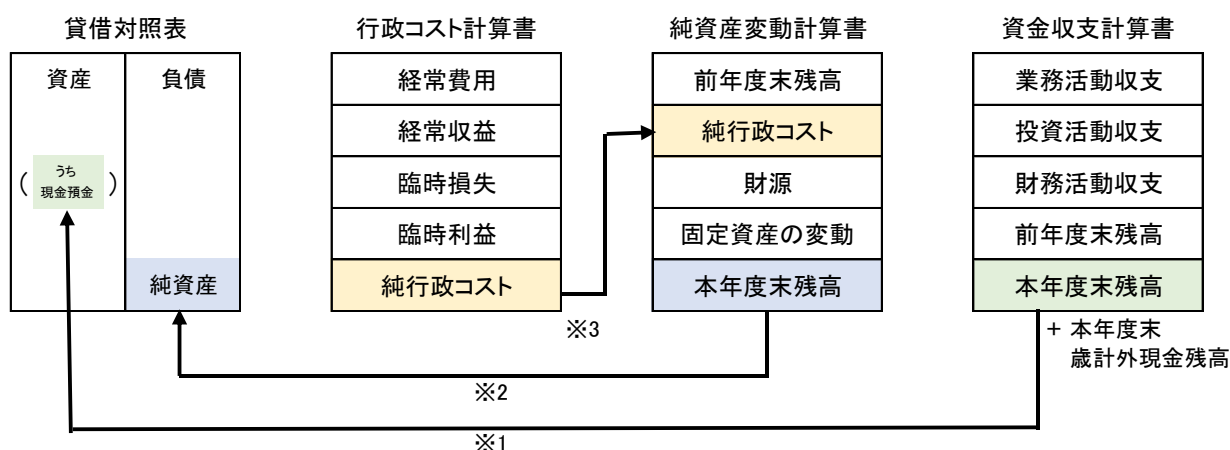 貸借対照表
資産
負債
(うち
現金預金)
純資産
行政コスト計算書
経常費用
経常収益
臨時損失
臨時利益
純行政コスト
※3
純資産変動計算書
前年度末残高
純行政コスト
財源
固定資産の変動
本年度末残高
※2
資金収支計算書
業務活動収支
投資活動収支
財務活動収支
前年度末残高
本年度末残高
+ 本年度末
歳計外現金残高
※1